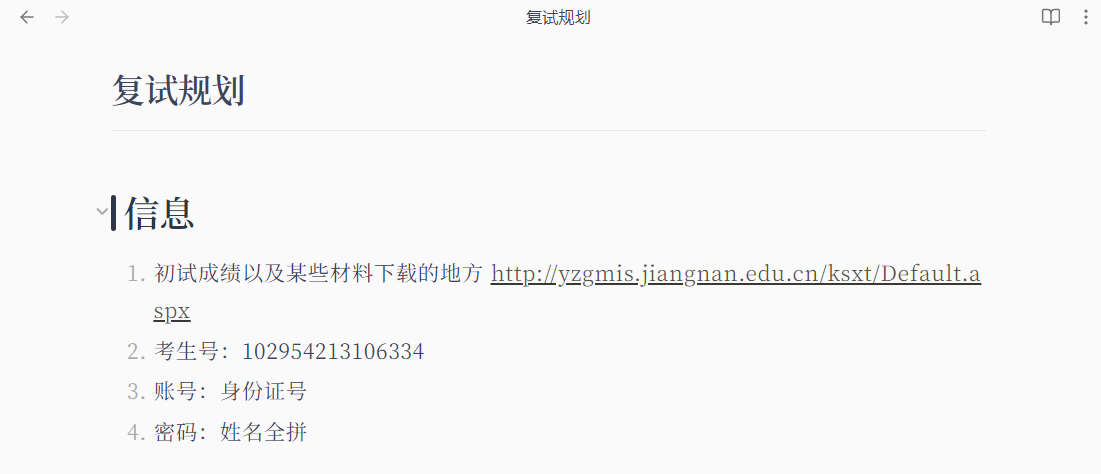 复试规划
复试规划
信息
1. 初试成绩以及某些材料下载的地方 http://yzgmis.jiangnan.edu.cn/ksxt/Default.a
spx
2. 考生号：102954213106334
3. 账号：身份证号
4. 密码：姓名全拼